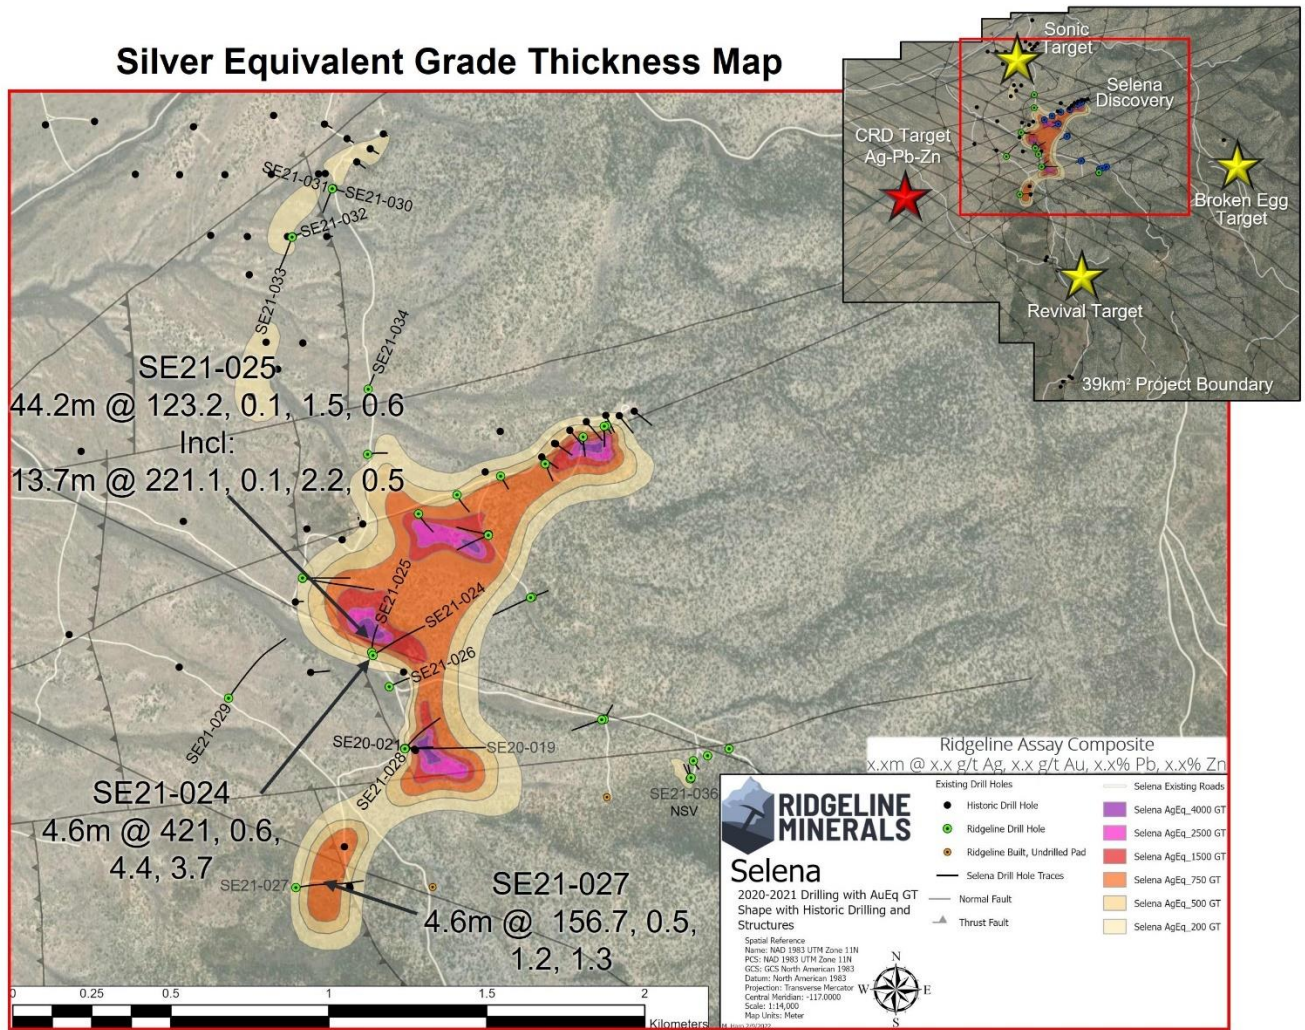 Silver Equivalent Grade Thickness Map
Sonic
Target
Selena
Discovery
CRD Target
Ag-Pb-Zn
Broken Egg
Target
Revival Target
39km² Project Boundary
SE21-031
SE21-030
SE21-032
SE21-033
SE21-034
SE21-025
44.2m @ 123.2, 0.1, 1.5, 0.6
Incl:
13.7m @ 221.1, 0.1, 2.2, 0.5
SE21-025
SE21-024
SE21-026
SE21-029
SE20-021
SE20-019
SE21-028
SE21-036
NSV
SE21-024
4.6m @ 421, 0.6,
4.4, 3.7
SE21-027
SE21-027
4.6m @ 156.7, 0.5,
1.2, 1.3
Ridgeline Assay Composite
x.xm @ x.x g/t Ag, x.x g/t Au, x.x% Pb, x.x% Zn
RIDGELINE
MINERALS
Selena
2020-2021 Drilling with AuEq GT
Shape with Historic Drilling and
Structures
Spatial Reference
Name: NAD 1983 UTM Zone 11N
PCS: NAD 1983 UTM Zone 11N
GCS: GCS North American 1983
Datum: North American 1983
Projection: Transverse Mercator
Central Meridian: -117.0000
Scale: 1:14,000
Map Units: Meter
N
W
E
S
Existing Drill Holes
Historic Drill Hole
Ridgeline Drill Hole
Ridgeline Built, Undrilled Pad
Selena Drill Hole Traces
Normal Fault
Thrust Fault
Selena Existing Roads
Selena AgEq_4000 GT
Selena AgEq_2500 GT
Selena AgEq_1500 GT
Selena AgEq_750 GT
Selena AgEq_500 GT
Selena AgEq_200 GT
0 0.25 0.5 1 1.5 2
Kilometers